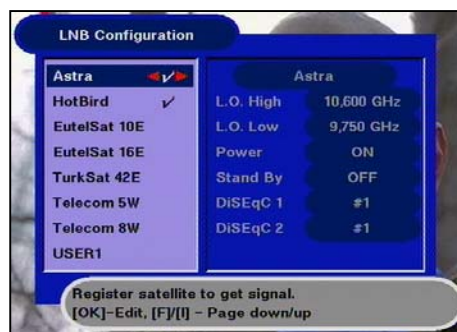 LNB Configuration
Astra ✓
HotBird ✓
EutelSat 10E
EutelSat 16E
TurkSat 42E
Telecom 5W
Telecom 8W
USER1
Astra
L.O. High 10,600 GHz
L.O. Low 9,750 GHz
Power ON
Stand By OFF
DiSEqC 1 #1
DiSEqC 2 #1
Register satellite to get signal.
[OK]-Edit, [F]/[I] - Page down/up